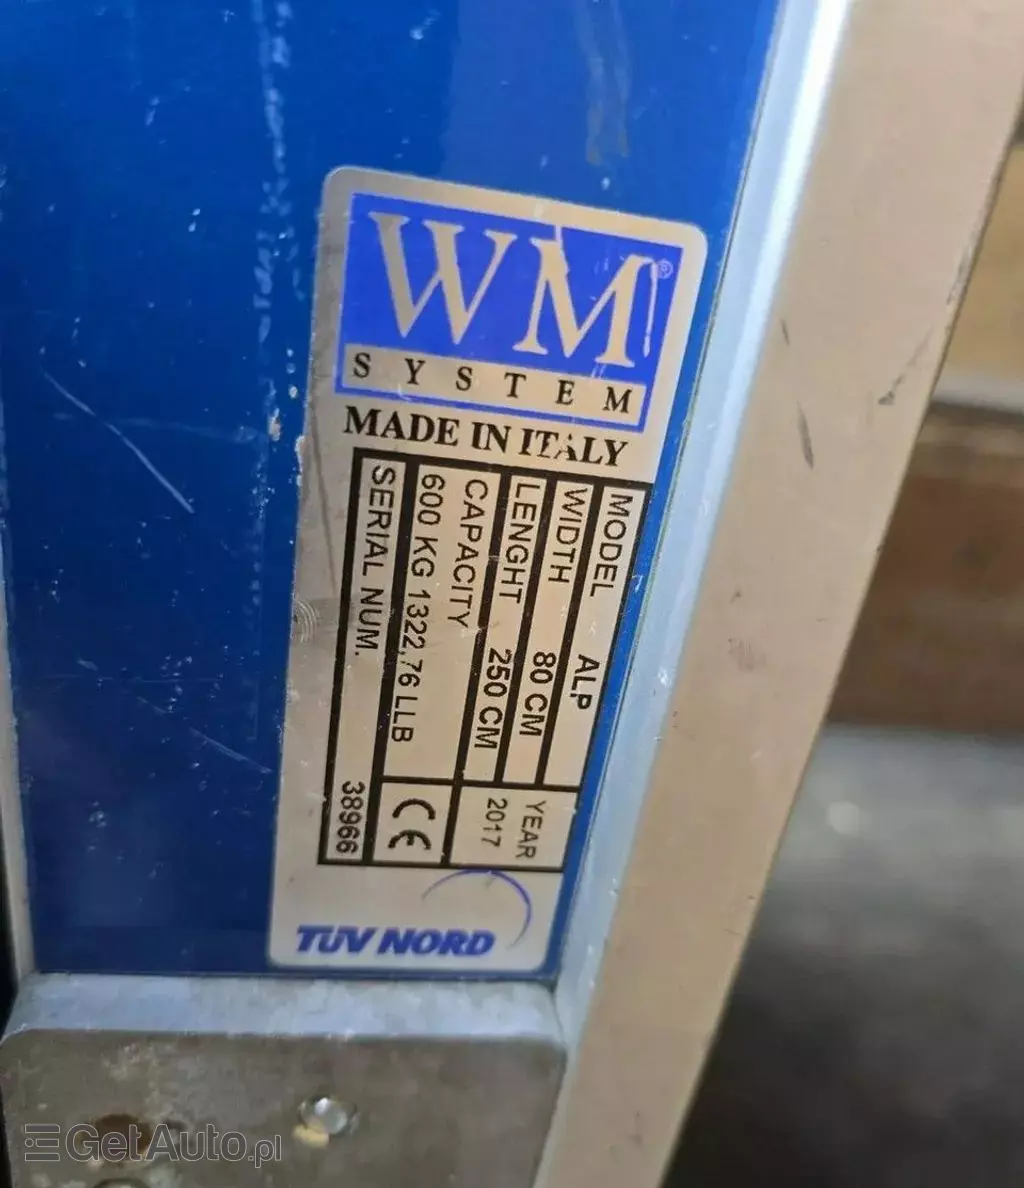 WM®
SYSTEM
MADE IN ITALY
MODEL ALP
WIDTH 80 CM
LENGHT 250 CM
YEAR
2017
CAPACITY
600 KG 1322,76 LLB
CE
SERIAL NUM. 38966
TÜV NORD
GetAuto.pl